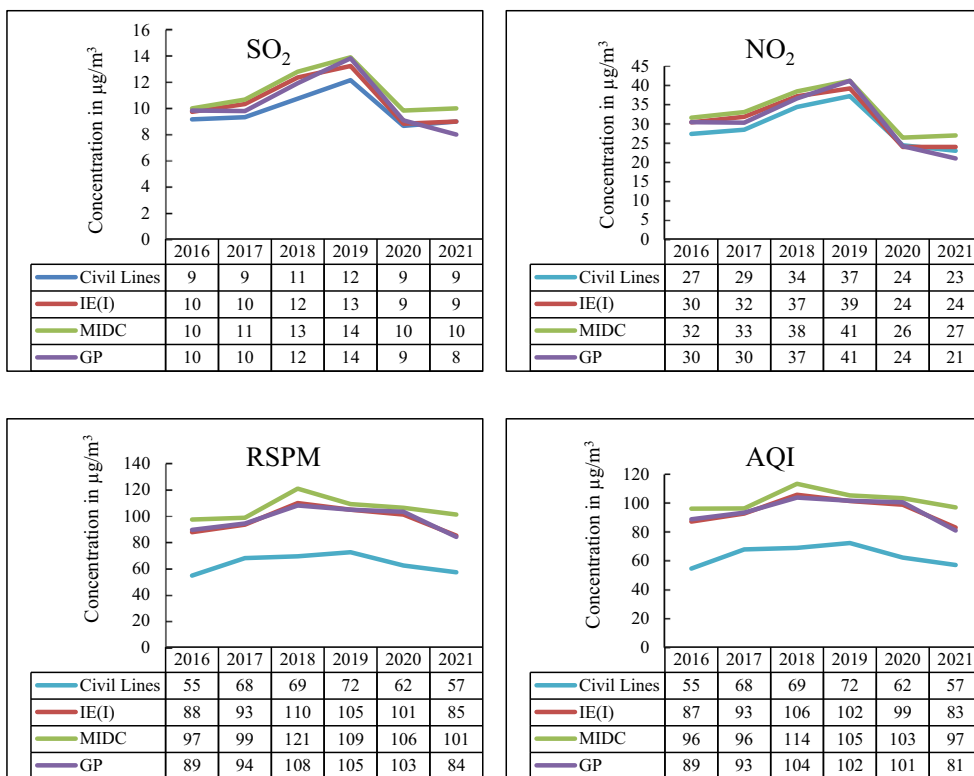 SO₂
Concentration in µg/m³
16
14
12
10
8
6
4
2
0
2016 2017 2018 2019 2020 2021
Civil Lines 9 9 11 12 9 9
IE(I) 10 10 12 13 9 9
MIDC 10 11 13 14 10 10
GP 10 10 12 14 9 8
NO₂
Concentration in µg/m³
45
40
35
30
25
20
15
10
5
0
2016 2017 2018 2019 2020 2021
Civil Lines 27 29 34 37 24 23
IE(I) 30 32 37 39 24 24
MIDC 32 33 38 41 26 27
GP 30 30 37 41 24 21
RSPM
Concentration in µg/m³
140
120
100
80
60
40
20
0
2016 2017 2018 2019 2020 2021
Civil Lines 55 68 69 72 62 57
IE(I) 88 93 110 105 101 85
MIDC 97 99 121 109 106 101
GP 89 94 108 105 103 84
AQI
Concentration in µg/m³
120
100
80
60
40
20
0
2016 2017 2018 2019 2020 2021
Civil Lines 55 68 69 72 62 57
IE(I) 87 93 106 102 99 83
MIDC 96 96 114 105 103 97
GP 89 93 104 102 101 81